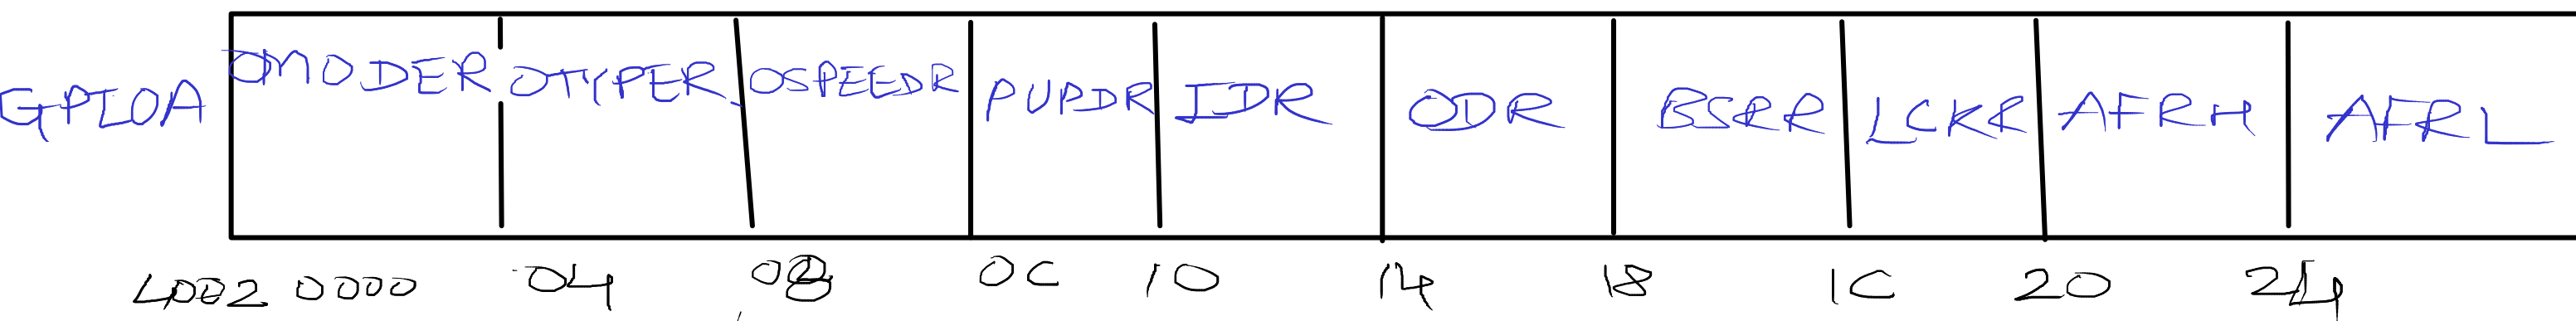 GPIOA OMODER OTYPER OSPEEDR PUPDR IDR ODR BSRR LCKR AFRH AFRL
4002 0000 04 08 0C 10 14 18 1C 20 24